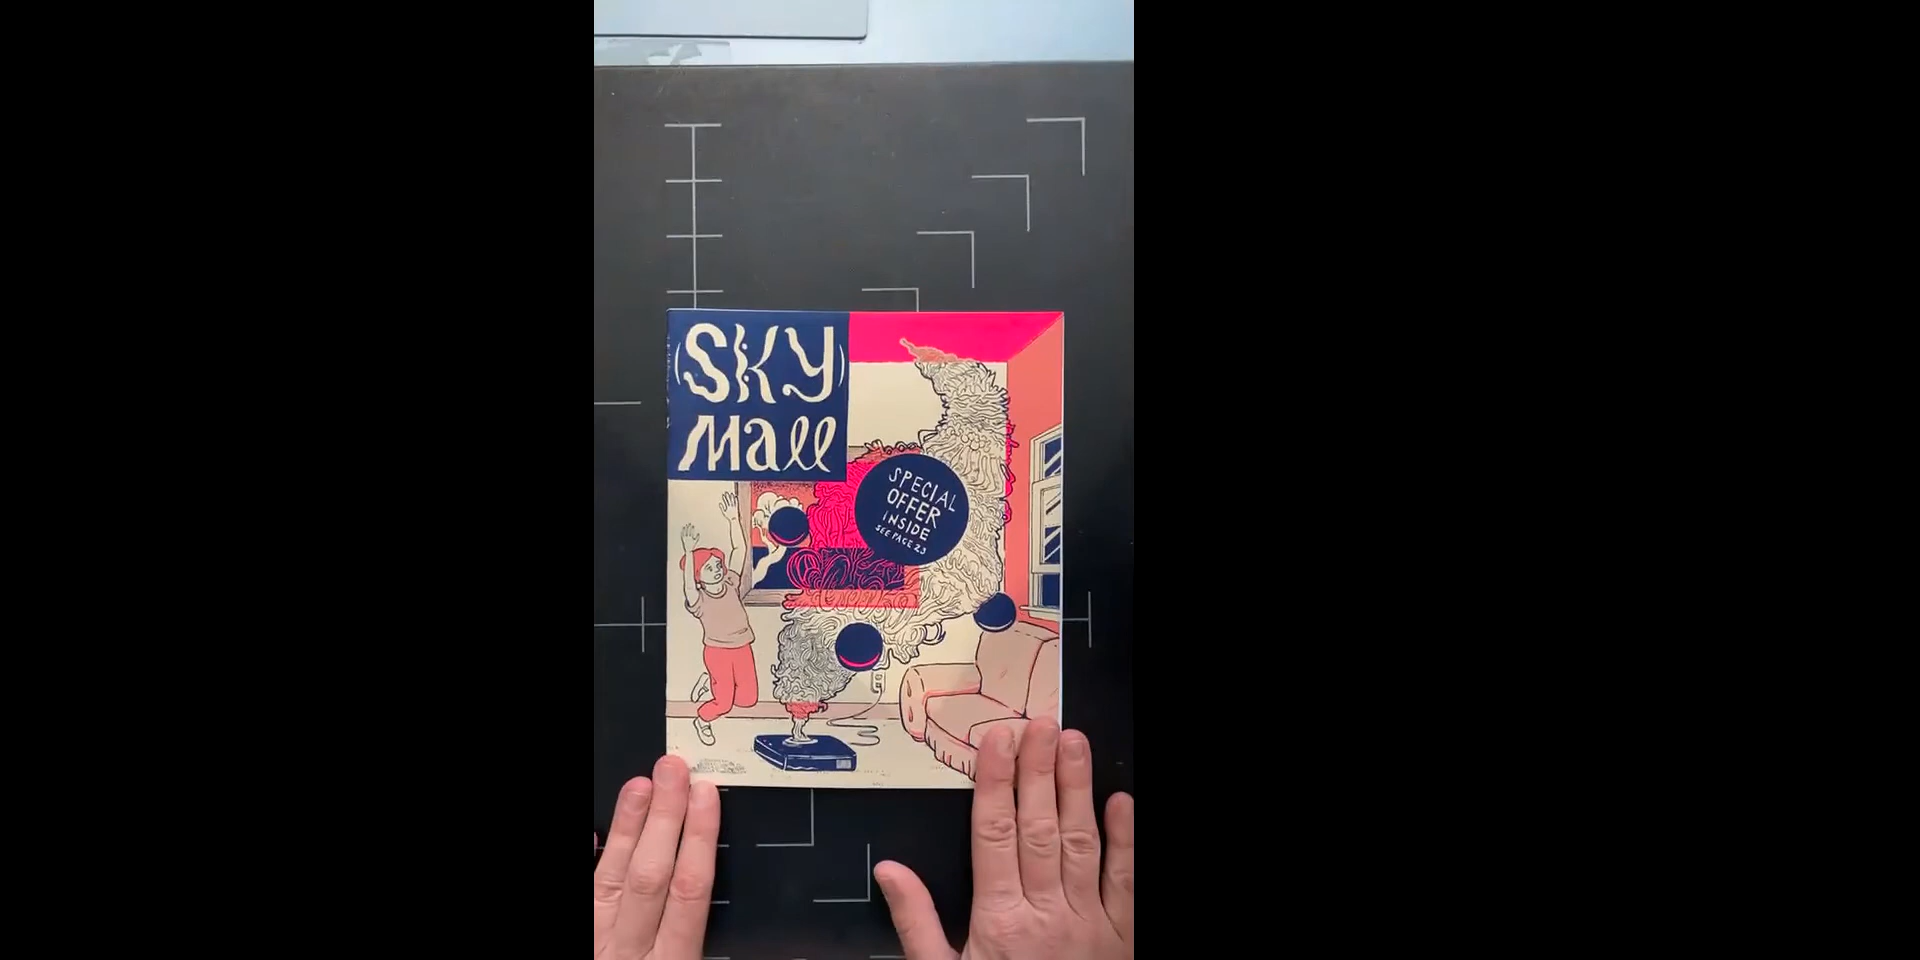 (SKY)
Mall
SPECIAL
OFFER
INSIDE
SEE PAGE 23